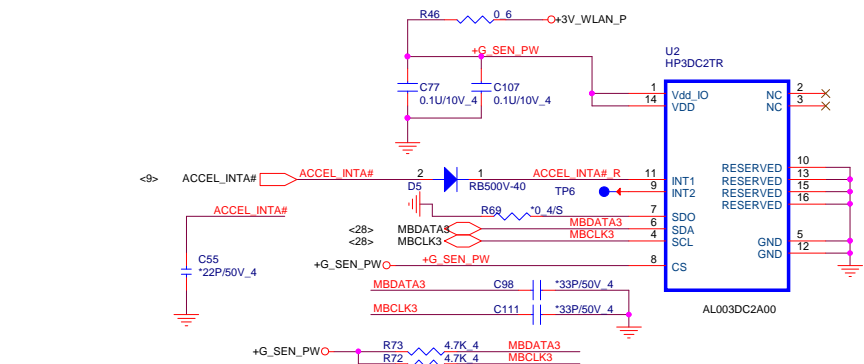 R46 0_6 +3V_WLAN_P
+G_SEN_PW
U2
HP3DC2TR
C77
0.1U/10V_4
C107
0.1U/10V_4
1 Vdd_IO NC 2
14 VDD NC 3
RESERVED 10
RESERVED 13
RESERVED 15
RESERVED 16
<9> ACCEL_INTA# ACCEL_INTA# 2 1 ACCEL_INTA#_R 11 INT1
D5 RB500V-40 TP6 9 INT2
ACCEL_INTA# R69 *0_4/S 7 SDO
<28> MBDATA3 MBDATA3 6 SDA
<28> MBCLK3 MBCLK3 4 SCL
GND 5
GND 12
C55
*22P/50V_4
+G_SEN_PW +G_SEN_PW 8 CS
MBDATA3 C98 *33P/50V_4
MBCLK3 C111 *33P/50V_4
AL003DC2A00
+G_SEN_PW R73 4.7K_4 MBDATA3
R72 4.7K_4 MBCLK3